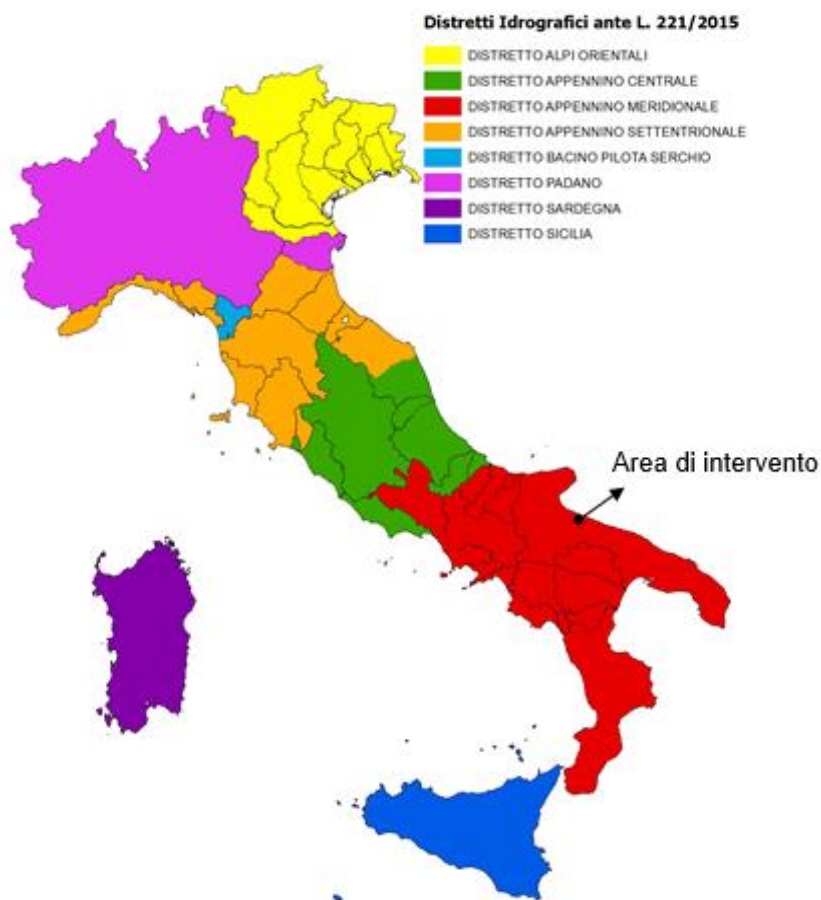 Distretti Idrografici ante L. 221/2015
DISTRETTO ALPI ORIENTALI
DISTRETTO APPENNINO CENTRALE
DISTRETTO APPENNINO MERIDIONALE
DISTRETTO APPENNINO SETTENTRIONALE
DISTRETTO BACINO PILOTA SERCHIO
DISTRETTO PADANO
DISTRETTO SARDEGNA
DISTRETTO SICILIA
Area di intervento